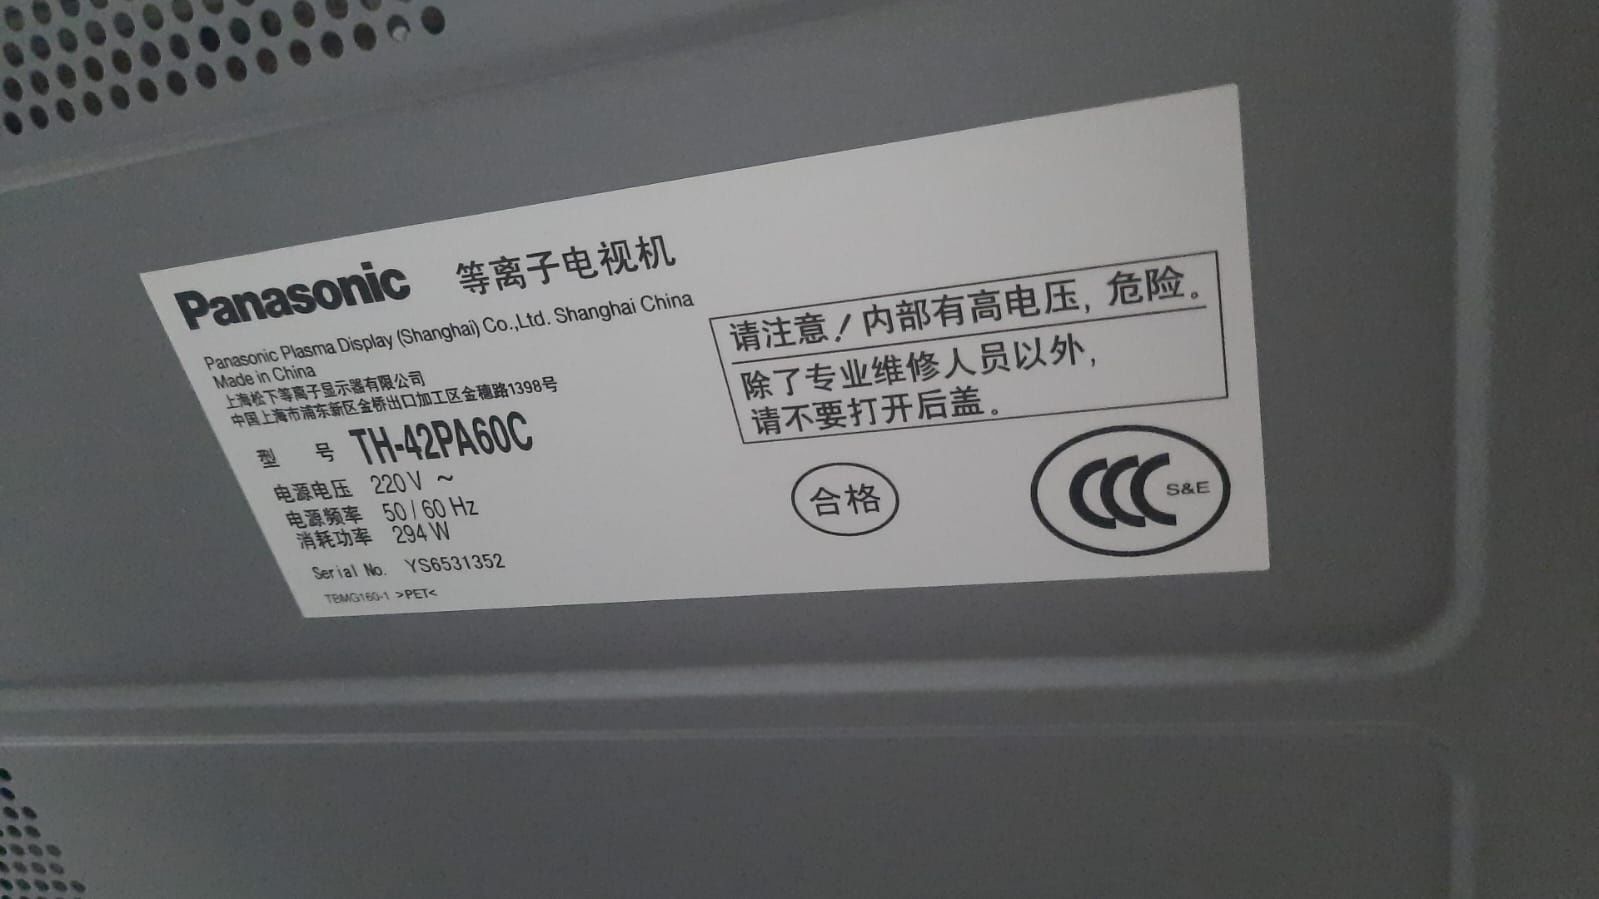 Panasonic 等离子电视机
Panasonic Plasma Display (Shanghai) Co.,Ltd. Shanghai China
Made in China
上海松下等离子显示器有限公司
中国上海市浦东新区金桥出口加工区金穗路1398号
型 号 TH-42PA60C
电源电压 220V ~
电源频率 50 / 60 Hz
消耗功率 294 W
Serial No. YS6531352
TBMG160-1 >PET<
请注意！内部有高电压，危险。
除了专业维修人员以外，
请不要打开后盖。
合格
CCC S&E